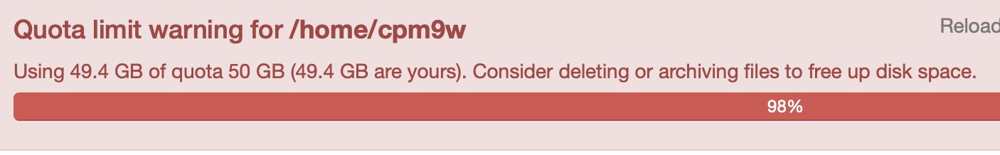 Quota limit warning for /home/cpm9w
Reload
Using 49.4 GB of quota 50 GB (49.4 GB are yours). Consider deleting or archiving files to free up disk space.
98%